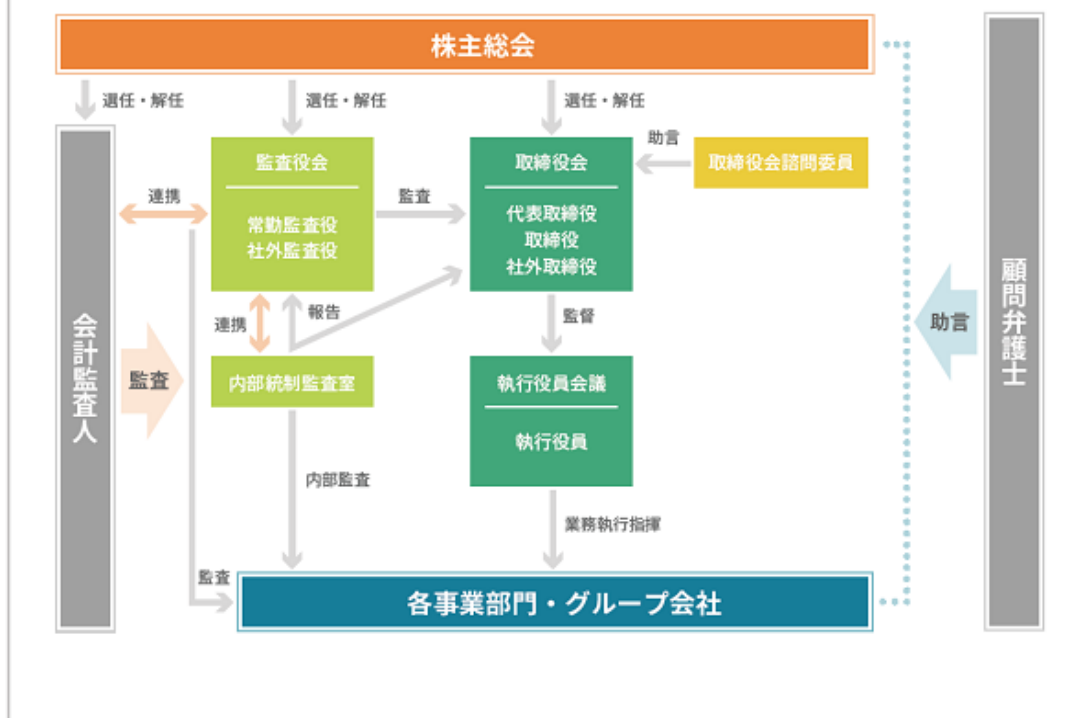 株主総会
選任・解任
選任・解任
選任・解任
監査役会
常勤監査役
社外監査役
取締役会
代表取締役
取締役
社外取締役
助言
取締役会諮問委員
連携
監査
連携
報告
監督
会計監査人
監査
内部統制監査室
執行役員会議
執行役員
助言
顧問弁護士
内部監査
業務執行指揮
監査
各事業部門・グループ会社